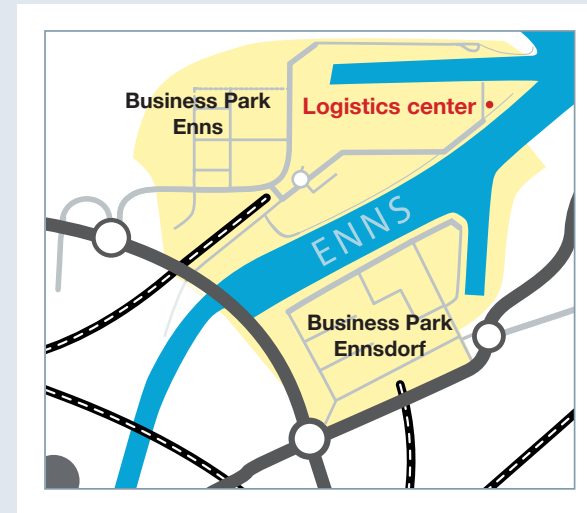 Business Park
Enns
Logistics center
ENNS
Business Park
Ennsdorf